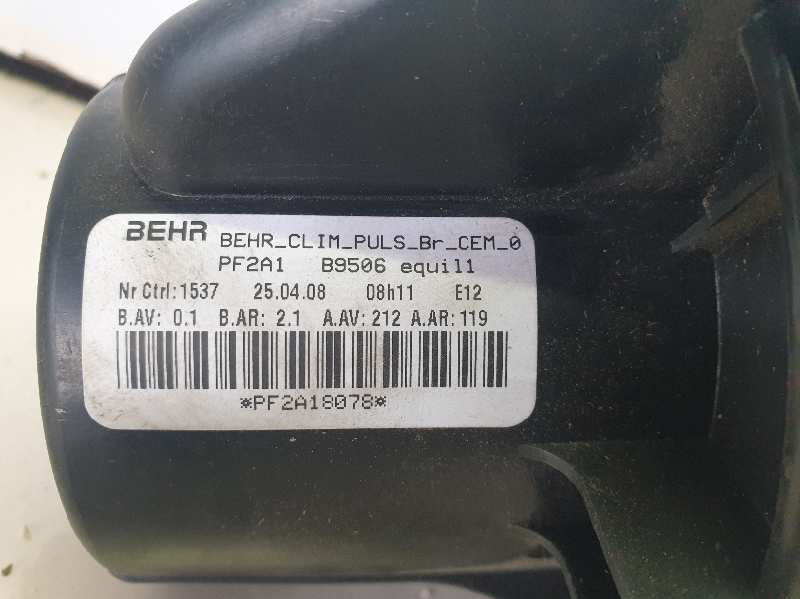 BEHR BEHR_CLIM_PULS_Br_CEM_0
PF2A1 B9506 equil1
Nr Ctrl:1537 25.04.08 08h11 E12
B.AV: 0.1 B.AR: 2.1 A.AV:212 A.AR:119
*PF2A18078*